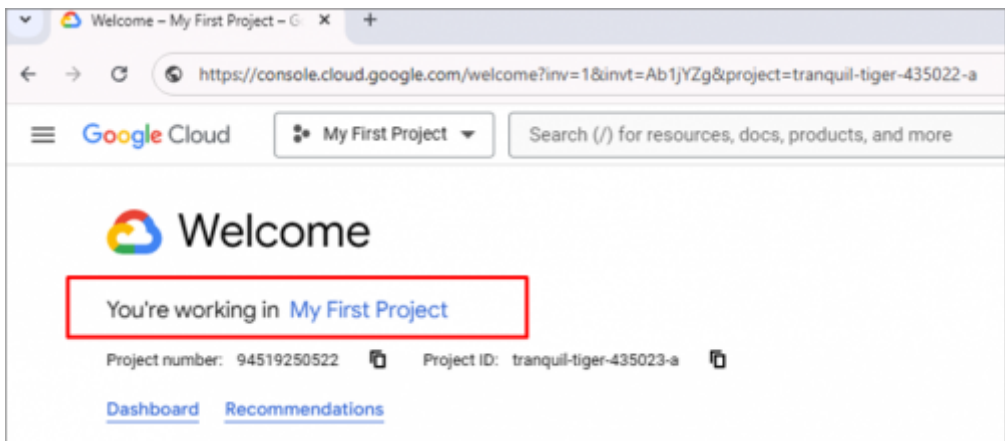 Welcome – My First Project – G
https://console.cloud.google.com/welcome?inv=1&invt=Ab1jYZg&project=tranquil-tiger-435022-a
Google Cloud My First Project Search (/) for resources, docs, products, and more
Welcome
You're working in My First Project
Project number: 94519250522 Project ID: tranquil-tiger-435023-a
Dashboard Recommendations